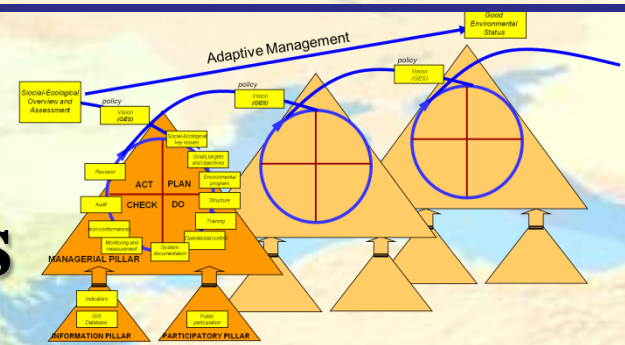 Good
Environmental
Status
Adaptive Management
Siocial-Ecological
Overview and
Assessment
policy
Vision
(GES)
policy
Vision
(GES)
policy
Vision
(GES)
Social-Ecological
key issues
Goals, targets
and objectives
Revision
Environmental
program
ACT
PLAN
Audit
Structure
CHECK
DO
Training
Non-conformances
Operational control
Monitoring and
measurement
System
documentation
S
MANAGERIAL PILLAR
Indicators
GIS
Database
Public
participation
INFORMATION PILLAR
PARTICIPATORY PILLAR